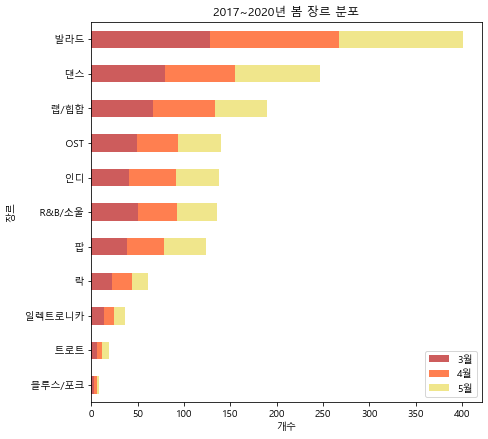 2017~2020년 봄 장르 분포
발라드
댄스
랩/힙합
OST
인디
R&B/소울
팝
락
일렉트로니카
트로트
블루스/포크
장르
0 50 100 150 200 250 300 350 400
개수
3월
4월
5월